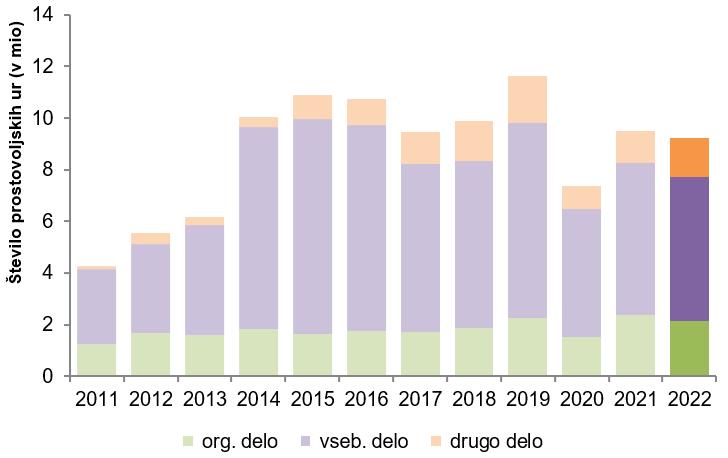 Število prostovoljskih ur (v mio)
14
12
10
8
6
4
2
0
2011 2012 2013 2014 2015 2016 2017 2018 2019 2020 2021 2022
org. delo vseb. delo drugo delo